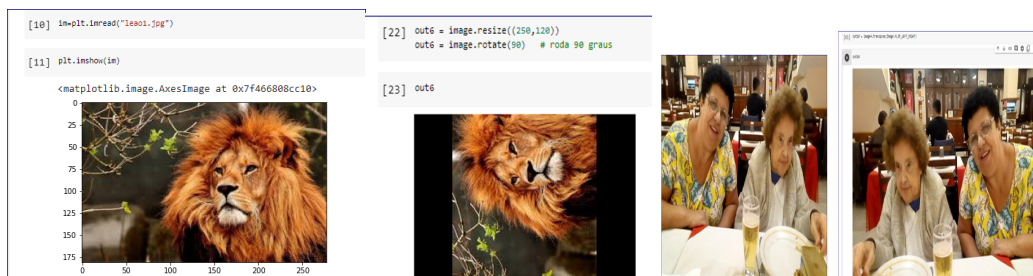 [10] im=plt.imread("leao1.jpg")
[11] plt.imshow(im)
<matplotlib.image.AxesImage at 0x7f466808cc10>
0
25
50
75
100
125
150
175
0 50 100 150 200 250
[22] out6 = image.resize((250,120))
out6 = image.rotate(90) # roda 90 graus
[23] out6